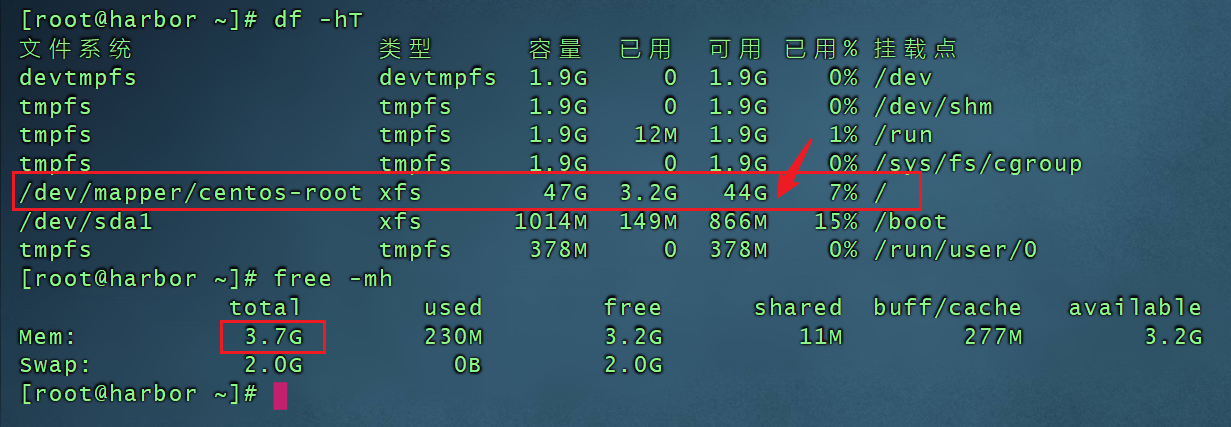 [root@harbor ~]# df -hT
文件系统 类型 容量 已用 可用 已用% 挂载点
devtmpfs devtmpfs 1.9G 0 1.9G 0% /dev
tmpfs tmpfs 1.9G 0 1.9G 0% /dev/shm
tmpfs tmpfs 1.9G 12M 1.9G 1% /run
tmpfs tmpfs 1.9G 0 1.9G 0% /sys/fs/cgroup
/dev/mapper/centos-root xfs 47G 3.2G 44G 7% /
/dev/sda1 xfs 1014M 149M 866M 15% /boot
tmpfs tmpfs 378M 0 378M 0% /run/user/0
[root@harbor ~]# free -mh
total used free shared buff/cache available
Mem: 3.7G 230M 3.2G 11M 277M 3.2G
Swap: 2.0G 0B 2.0G
[root@harbor ~]#